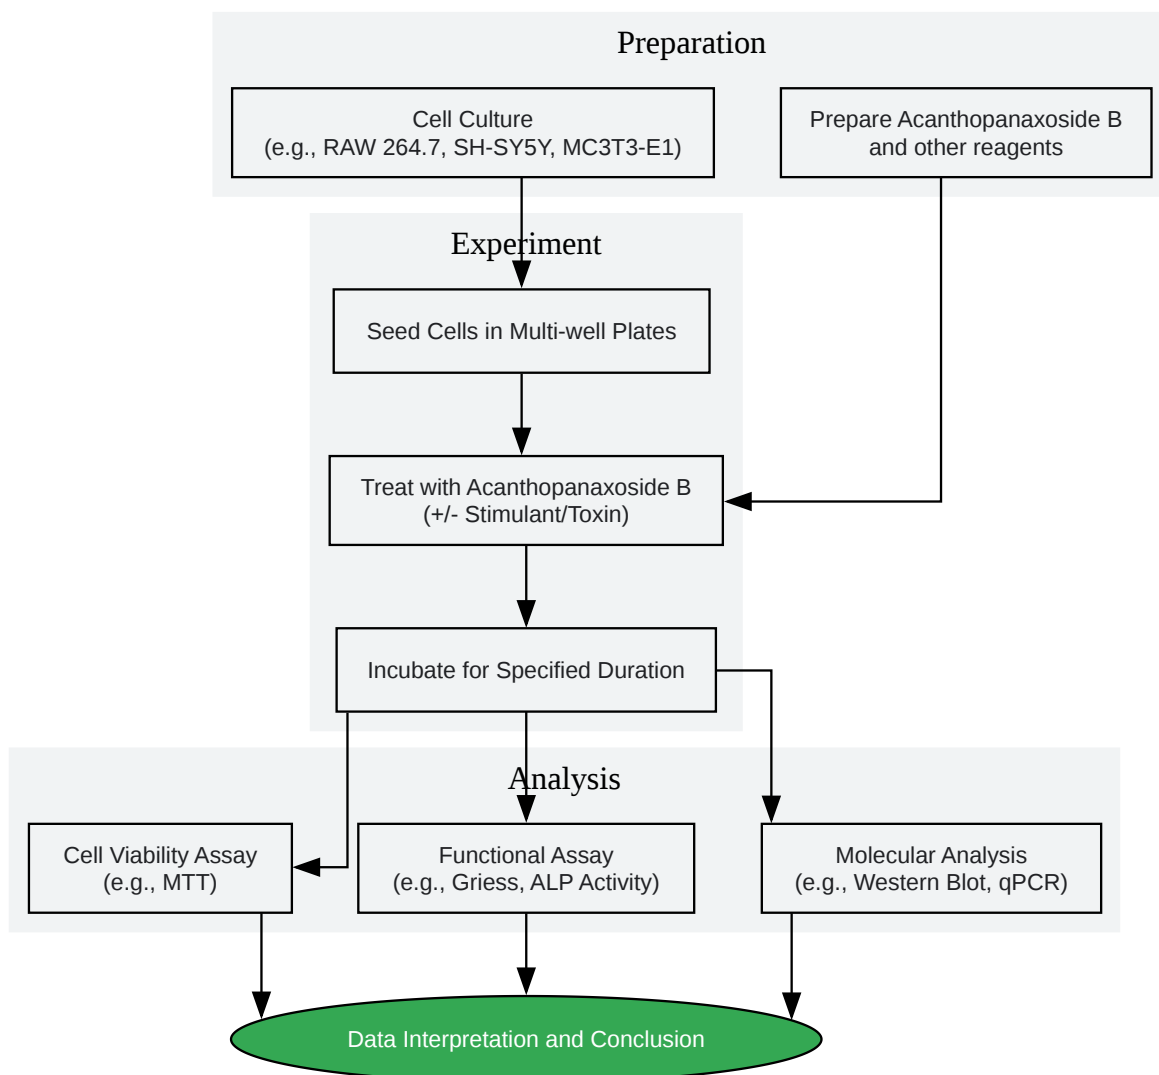 Preparation
Cell Culture
(e.g., RAW 264.7, SH-SY5Y, MC3T3-E1)
Prepare Acanthopanaxoside B
and other reagents
Experiment
Seed Cells in Multi-well Plates
Treat with Acanthopanaxoside B
(+/- Stimulant/Toxin)
Incubate for Specified Duration
Analysis
Cell Viability Assay
(e.g., MTT)
Functional Assay
(e.g., Griess, ALP Activity)
Molecular Analysis
(e.g., Western Blot, qPCR)
Data Interpretation and Conclusion